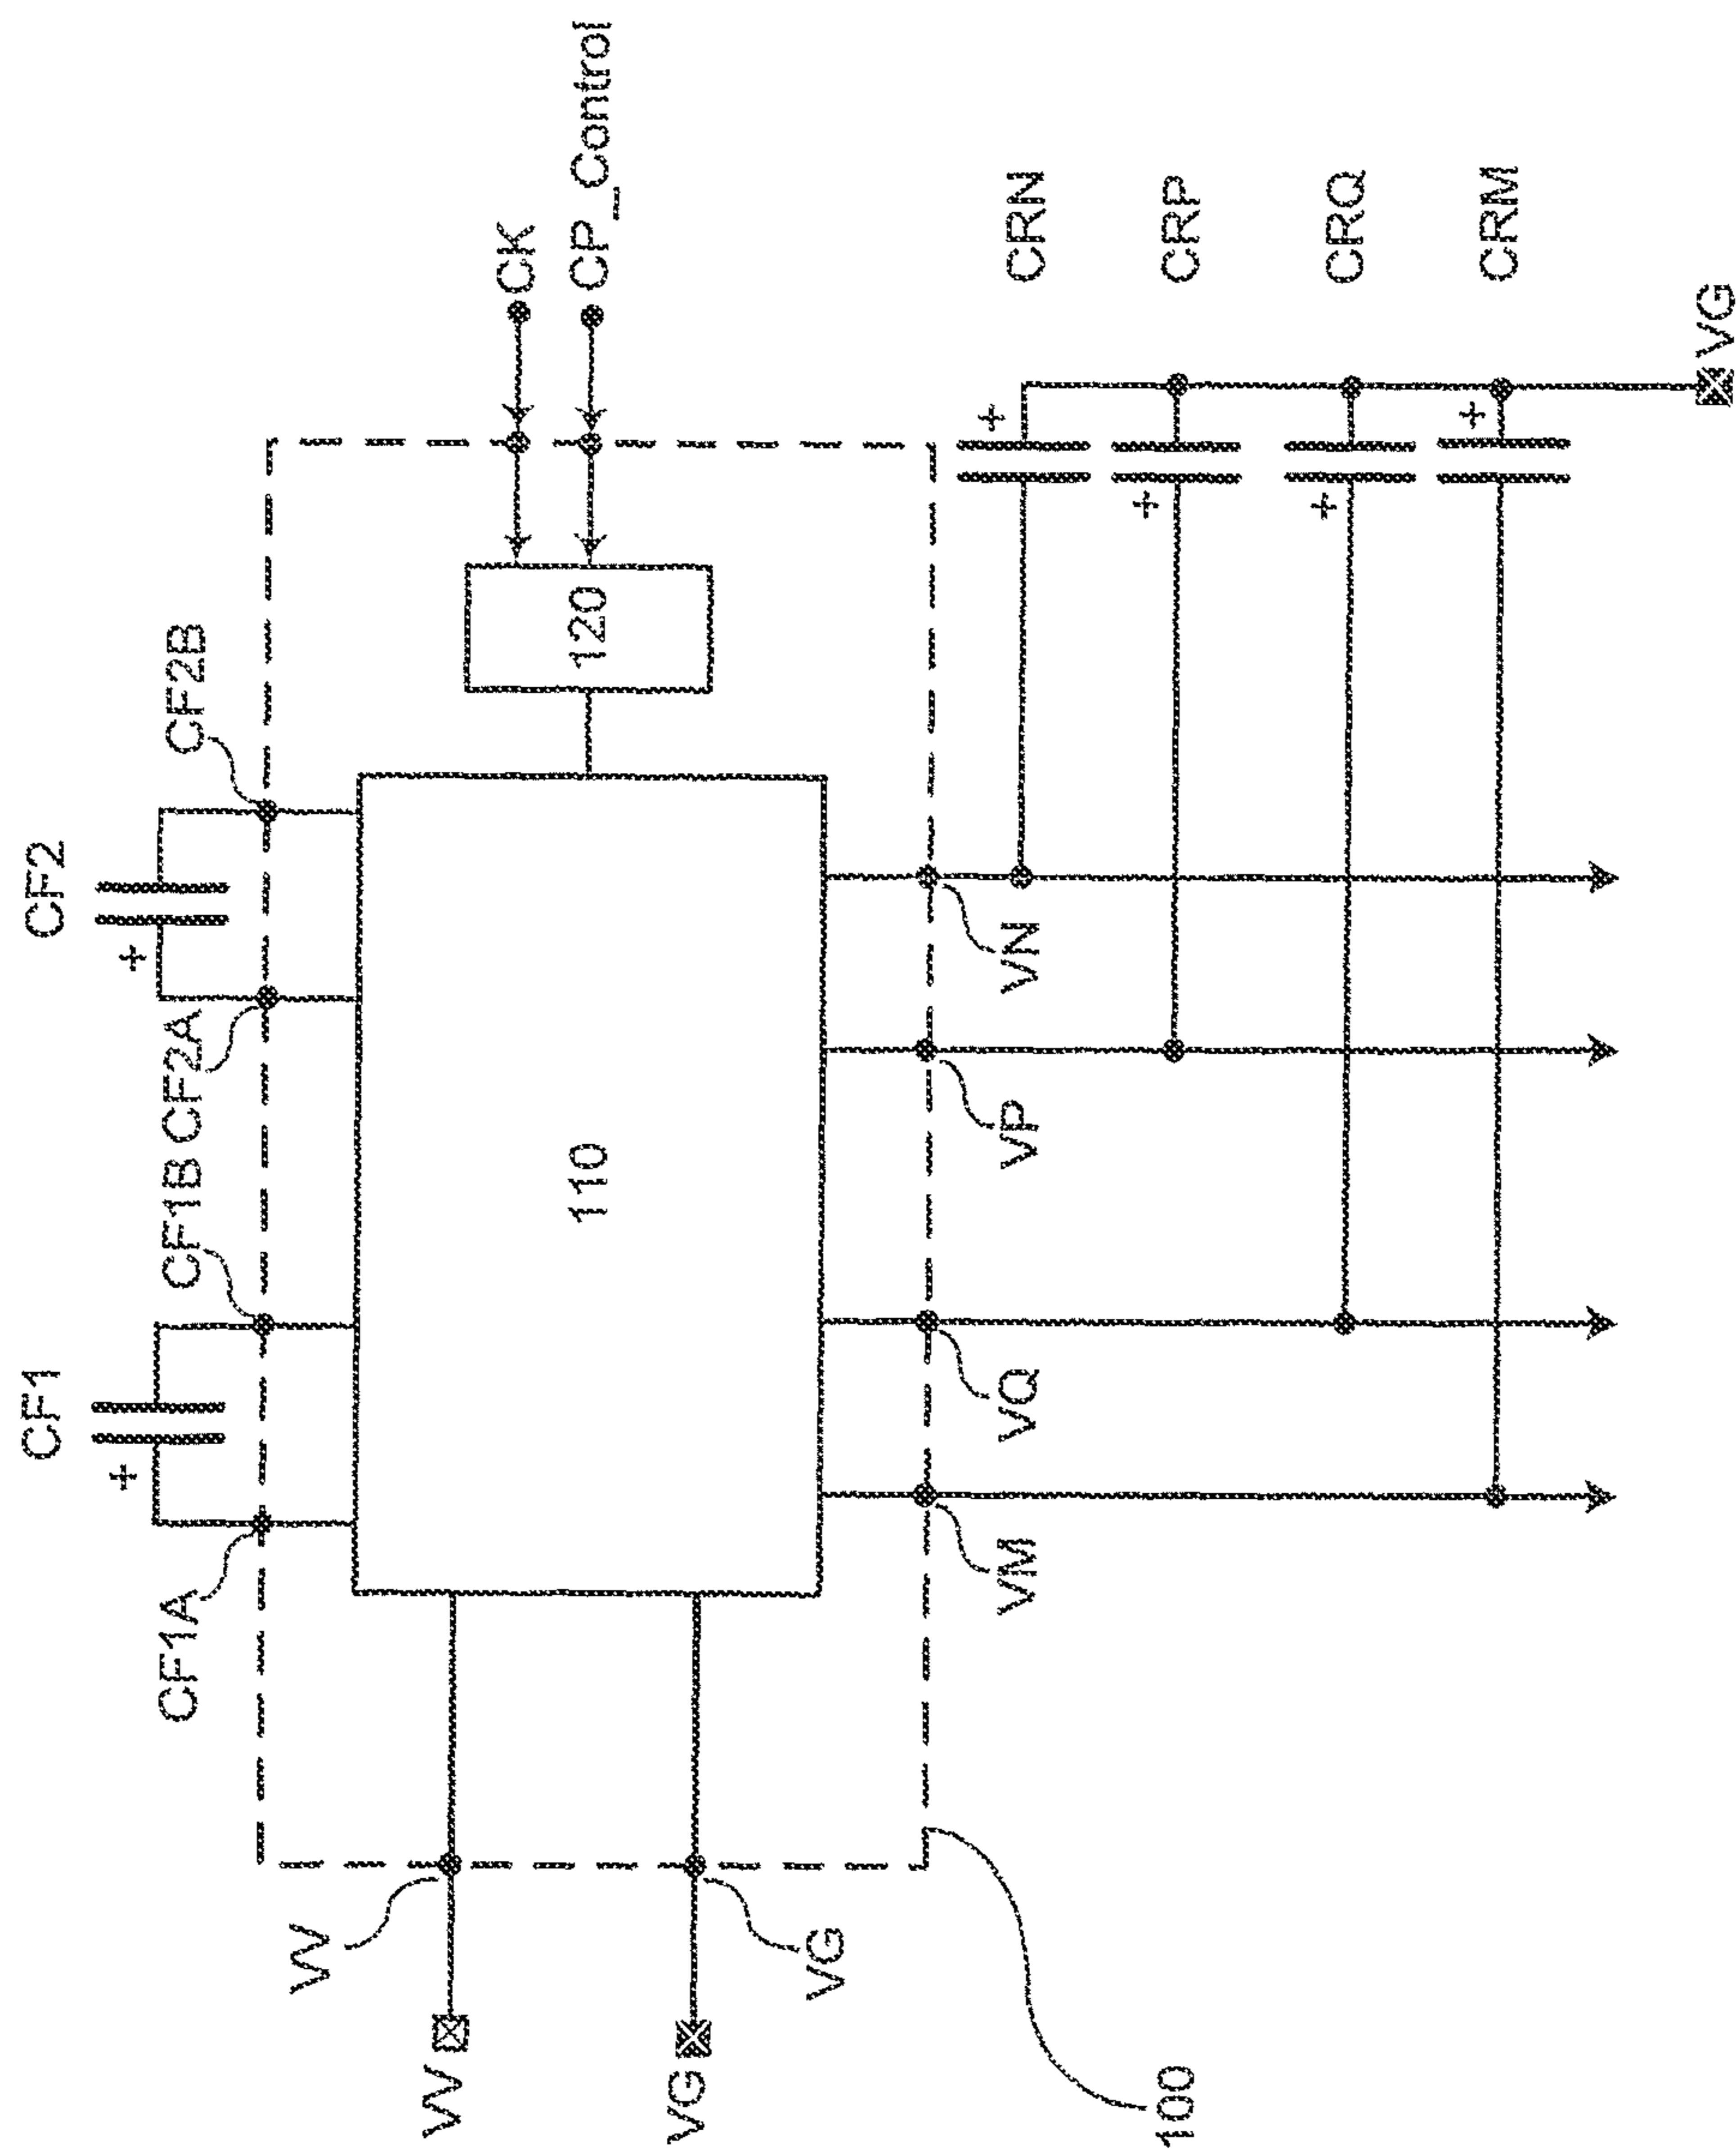 CF1
CF2
CF1A
CF1B
CF2A
CF2B
VV
VV
VG
VG
110
120
CK
CP_Control
VM
VQ
VP
VN
CRN
CRP
CRQ
CRM
VG
100